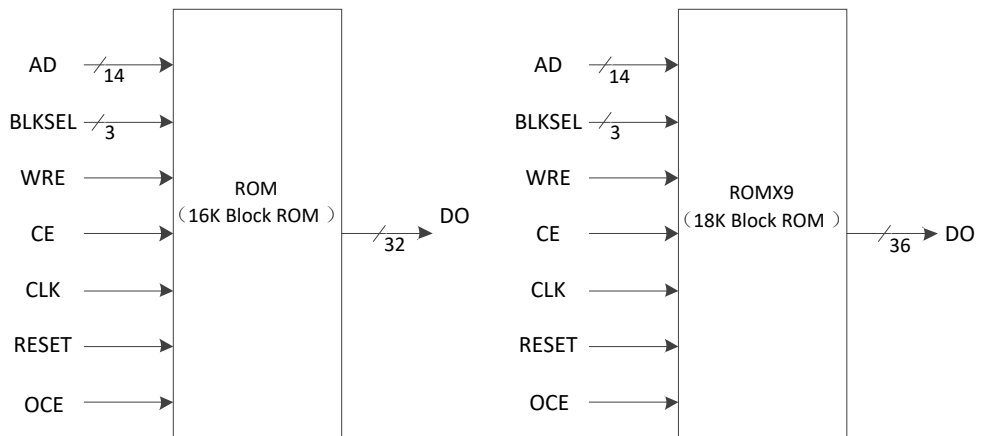 AD
14
BLKSEL
3
WRE
CE
CLK
RESET
OCE
ROM
（16K Block ROM ）
32
DO
AD
14
BLKSEL
3
WRE
CE
CLK
RESET
OCE
ROMX9
（18K Block ROM ）
36
DO